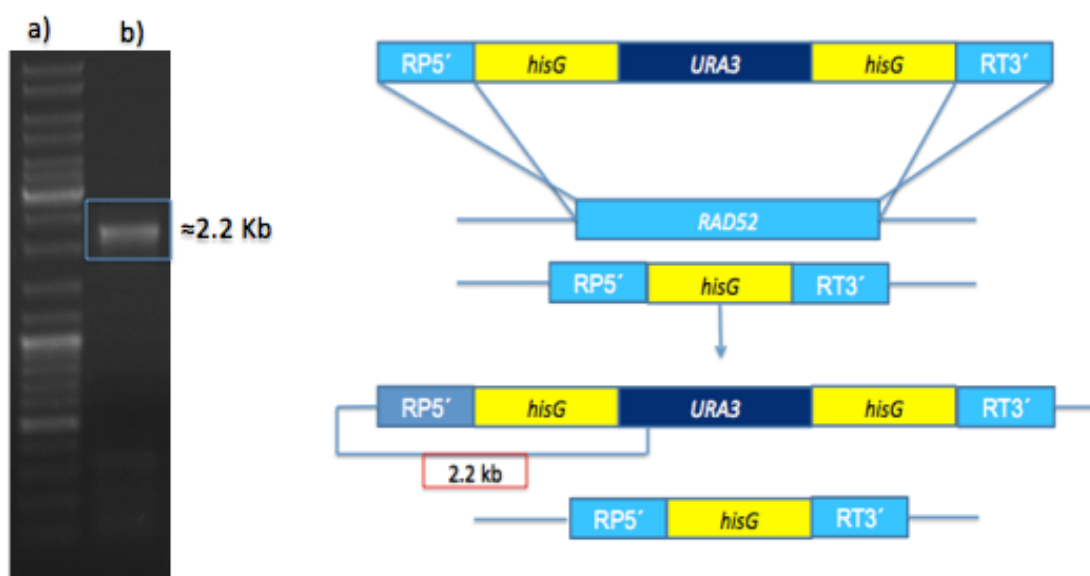 a) b)
≈2.2 Kb
RP5´ hisG URA3 hisG RT3´
RAD52
RP5´ hisG RT3´
RP5´ hisG URA3 hisG RT3´
2.2 kb
RP5´ hisG RT3´